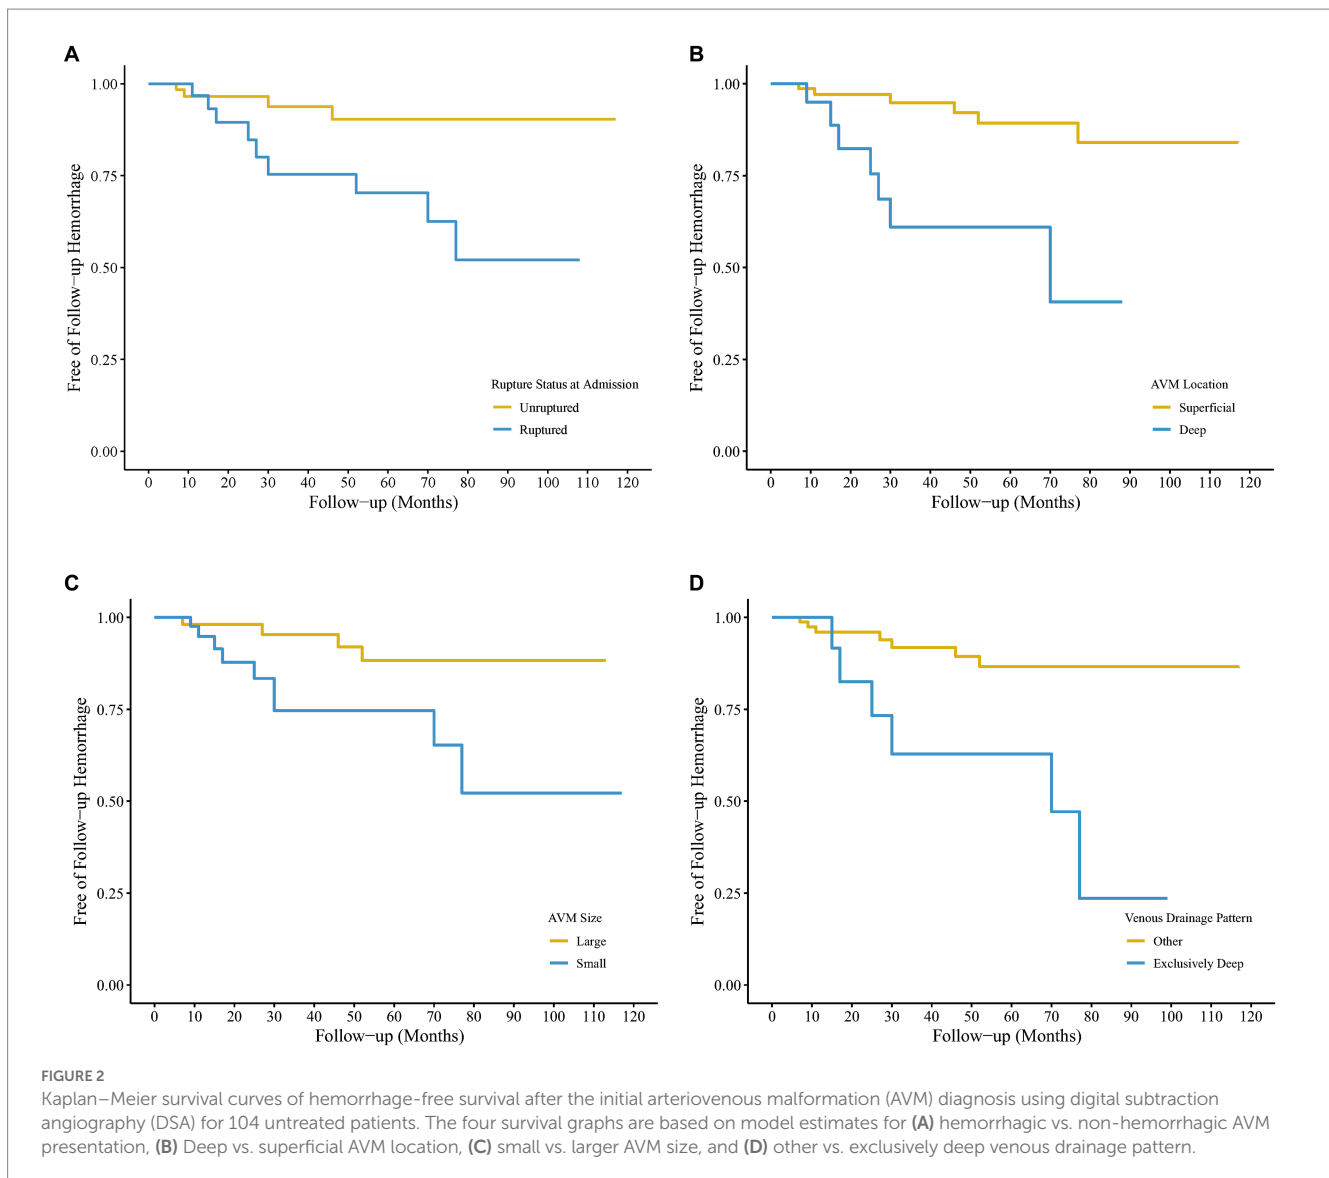 A
1.00
0.75
0.50
0.25
0.00
Free of Follow−up Hemorrhage
Rupture Status at Admission
Unruptured
Ruptured
0 10 20 30 40 50 60 70 80 90 100 110 120
Follow−up (Months)
B
1.00
0.75
0.50
0.25
0.00
Free of Follow−up Hemorrhage
AVM Location
Superficial
Deep
0 10 20 30 40 50 60 70 80 90 100 110 120
Follow−up (Months)
C
1.00
0.75
0.50
0.25
0.00
Free of Follow−up Hemorrhage
AVM Size
Large
Small
0 10 20 30 40 50 60 70 80 90 100 110 120
Follow−up (Months)
D
1.00
0.75
0.50
0.25
0.00
Free of Follow−up Hemorrhage
Venous Drainage Pattern
Other
Exclusively Deep
0 10 20 30 40 50 60 70 80 90 100 110 120
Follow−up (Months)
FIGURE 2
Kaplan–Meier survival curves of hemorrhage-free survival after the initial arteriovenous malformation (AVM) diagnosis using digital subtraction
angiography (DSA) for 104 untreated patients. The four survival graphs are based on model estimates for (A) hemorrhagic vs. non-hemorrhagic AVM
presentation, (B) Deep vs. superficial AVM location, (C) small vs. larger AVM size, and (D) other vs. exclusively deep venous drainage pattern.